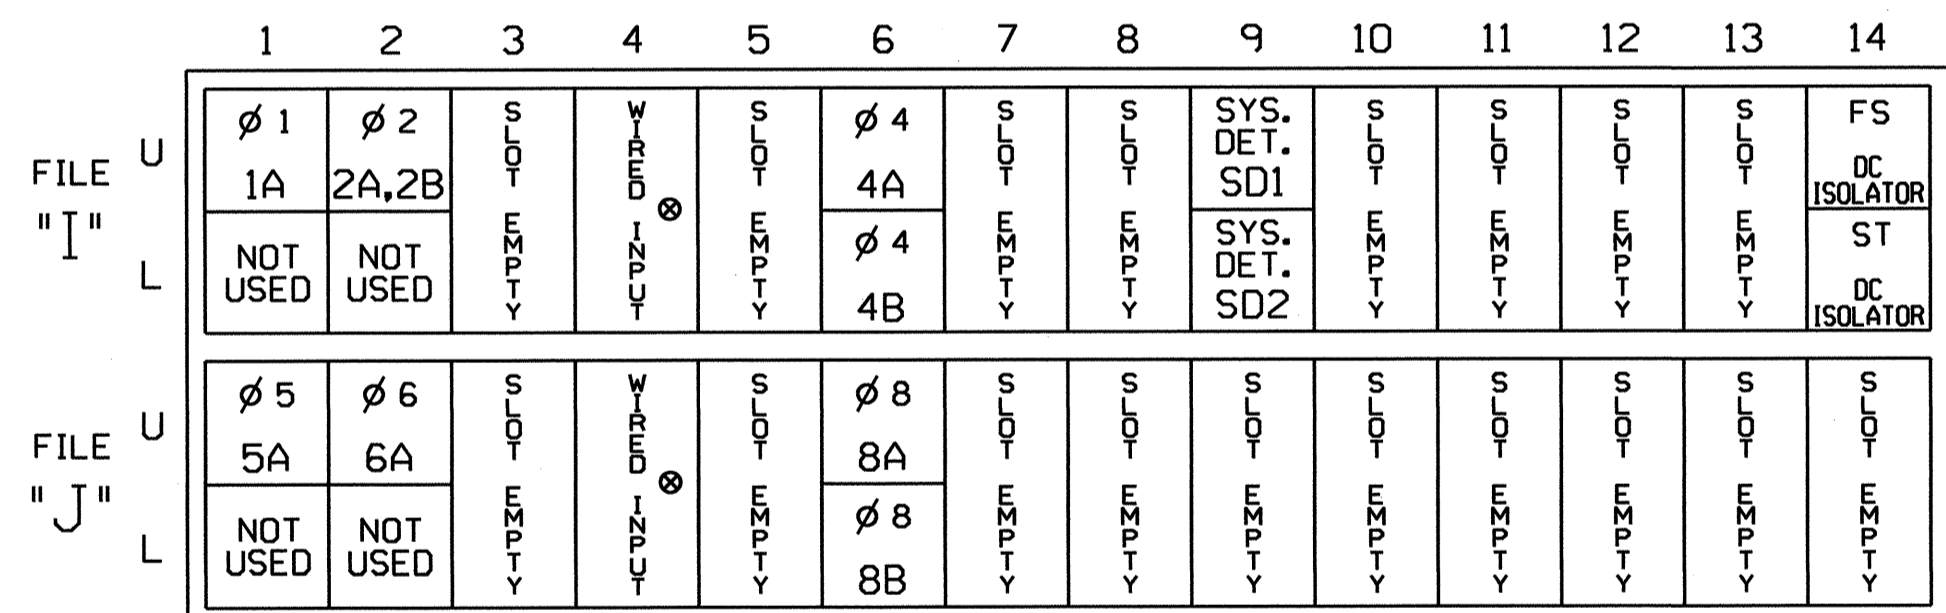 1 2 3 4 5 6 7 8 9 10 11 12 13 14
FILE "I"
U
L
Ø 1
1A
NOT
USED
Ø 2
2A,2B
NOT
USED
SLOT EMPTY
WIRED INPUT
SLOT EMPTY
Ø 4
4A
Ø 4
4B
SLOT EMPTY
SLOT EMPTY
SYS.
DET.
SD1
SYS.
DET.
SD2
SLOT EMPTY
SLOT EMPTY
SLOT EMPTY
SLOT EMPTY
FS
DC
ISOLATOR
ST
DC
ISOLATOR
FILE "J"
U
L
Ø 5
5A
NOT
USED
Ø 6
6A
NOT
USED
SLOT EMPTY
WIRED INPUT
SLOT EMPTY
Ø 8
8A
Ø 8
8B
SLOT EMPTY
SLOT EMPTY
SLOT EMPTY
SLOT EMPTY
SLOT EMPTY
SLOT EMPTY
SLOT EMPTY
SLOT EMPTY